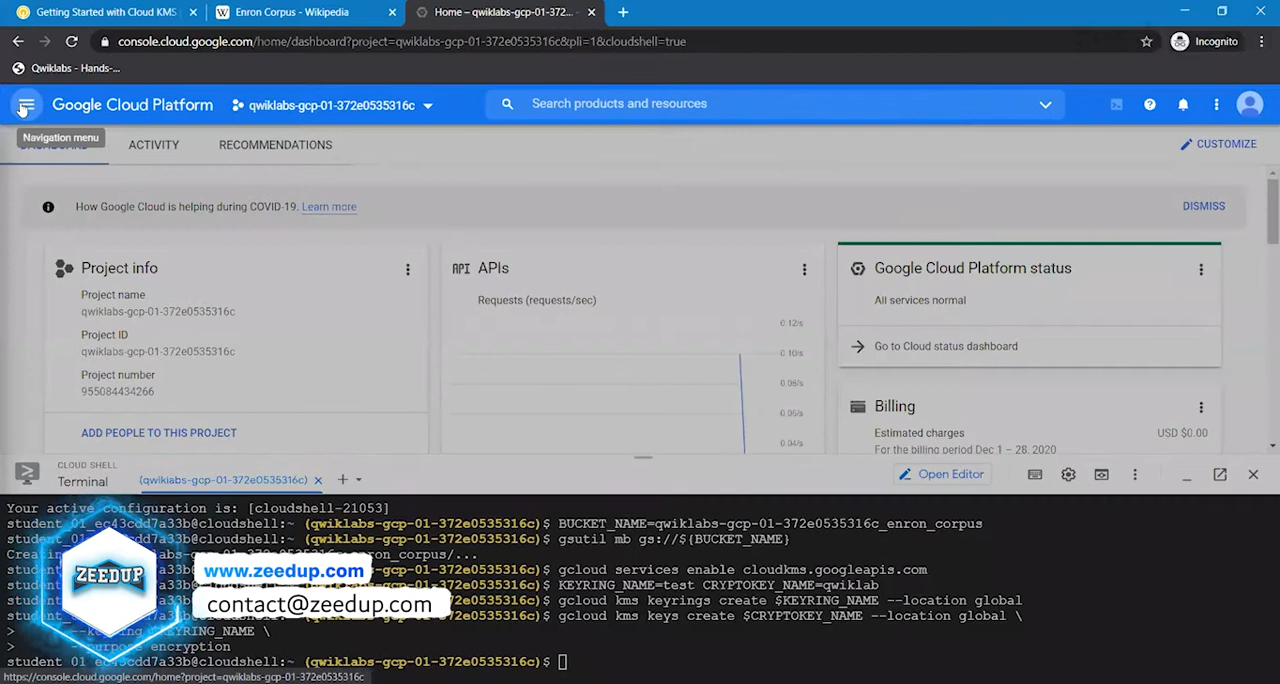 Getting Started with Cloud KMS
Enron Corpus - Wikipedia
Home – qwiklabs-gcp-01-372...
console.cloud.google.com/home/dashboard?project=qwiklabs-gcp-01-372e0535316c&pli=1&cloudshell=true
Incognito
Qwiklabs - Hands-...
Google Cloud Platform
qwiklabs-gcp-01-372e0535316c
Search products and resources
Navigation menu
ACTIVITY
RECOMMENDATIONS
CUSTOMIZE
How Google Cloud is helping during COVID-19. Learn more
DISMISS
Project info
Project name
qwiklabs-gcp-01-372e0535316c
Project ID
qwiklabs-gcp-01-372e0535316c
Project number
955084434266
ADD PEOPLE TO THIS PROJECT
API APIs
Requests (requests/sec)
0.12/s
0.10/s
0.08/s
0.06/s
0.04/s
Google Cloud Platform status
All services normal
Go to Cloud status dashboard
Billing
Estimated charges
USD $0.00
For the billing period Dec 1 – 28, 2020
CLOUD SHELL
Terminal
(qwiklabs-gcp-01-372e0535316c)
Open Editor
Your active configuration is: [cloudshell-21053]
student_01_ec43cdd7a33b@cloudshell:~ (qwiklabs-gcp-01-372e0535316c)$ BUCKET_NAME=qwiklabs-gcp-01-372e0535316c_enron_corpus
student_01_ec43cdd7a33b@cloudshell:~ (qwiklabs-gcp-01-372e0535316c)$ gsutil mb gs://${BUCKET_NAME}
enron_corpus/...
$ gcloud services enable cloudkms.googleapis.com
$ KEYRING_NAME=test CRYPTOKEY_NAME=qwiklab
(qwiklabs-gcp-01-372e0535316c)$ gcloud kms keyrings create $KEYRING_NAME --location global
(qwiklabs-gcp-01-372e0535316c)$ gcloud kms keys create $CRYPTOKEY_NAME --location global \
> $KEYRING_NAME \
> encryption
student_01_ec43cdd7a33b@cloudshell:~ (qwiklabs-gcp-01-372e0535316c)$
ZEEDUP
www.zeedup.com
contact@zeedup.com
https://console.cloud.google.com/home?project=qwiklabs-gcp-01-372e0535316c